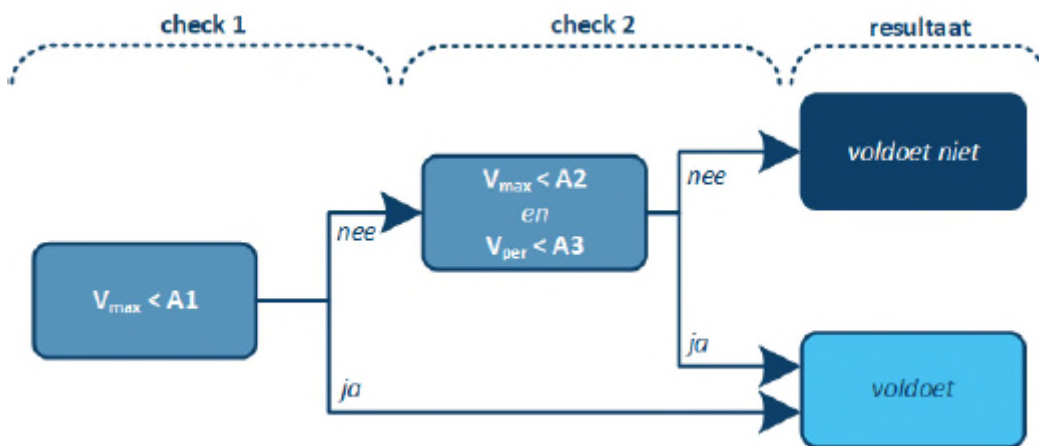 check 1
check 2
resultaat
voldoet niet
nee
Vmax < A2
en
Vper < A3
nee
Vmax < A1
ja
voldoet
ja